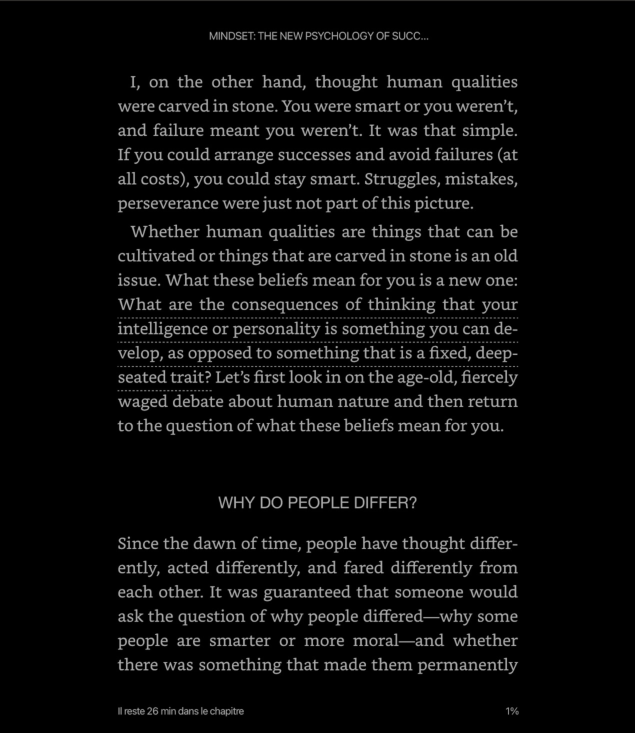 MINDSET: THE NEW PSYCHOLOGY OF SUCC...
I, on the other hand, thought human qualities
were carved in stone. You were smart or you weren’t,
and failure meant you weren’t. It was that simple.
If you could arrange successes and avoid failures (at
all costs), you could stay smart. Struggles, mistakes,
perseverance were just not part of this picture.
Whether human qualities are things that can be
cultivated or things that are carved in stone is an old
issue. What these beliefs mean for you is a new one:
What are the consequences of thinking that your
intelligence or personality is something you can de-
velop, as opposed to something that is a fixed, deep-
seated trait? Let’s first look in on the age-old, fiercely
waged debate about human nature and then return
to the question of what these beliefs mean for you.
WHY DO PEOPLE DIFFER?
Since the dawn of time, people have thought differ-
ently, acted differently, and fared differently from
each other. It was guaranteed that someone would
ask the question of why people differed—why some
people are smarter or more moral—and whether
there was something that made them permanently
Il reste 26 min dans le chapitre
1%